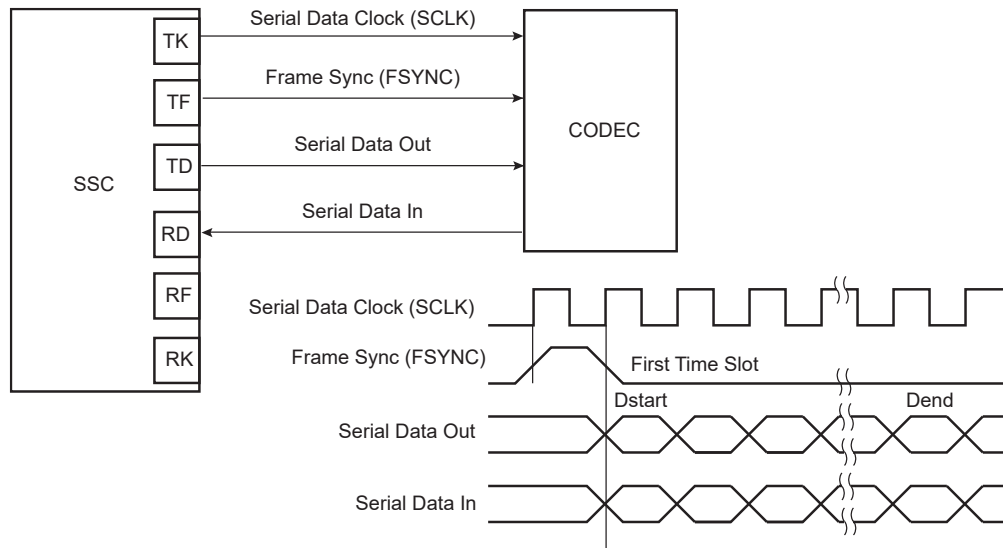 SSC
TK
TF
TD
RD
RF
RK
Serial Data Clock (SCLK)
Frame Sync (FSYNC)
Serial Data Out
Serial Data In
CODEC
Serial Data Clock (SCLK)
Frame Sync (FSYNC)
First Time Slot
Dstart
Dend
Serial Data Out
Serial Data In